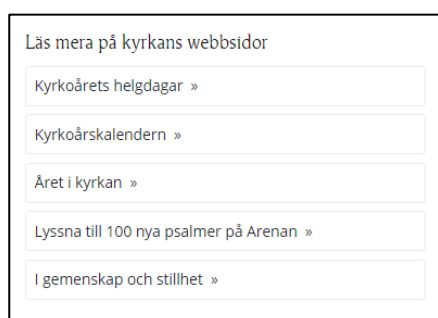 Läs mera på kyrkans webbsidor
Kyrkoårets helgdagar »
Kyrkoårskalendern »
Året i kyrkan »
Lyssna till 100 nya psalmer på Arenan »
I gemenskap och stillhet »